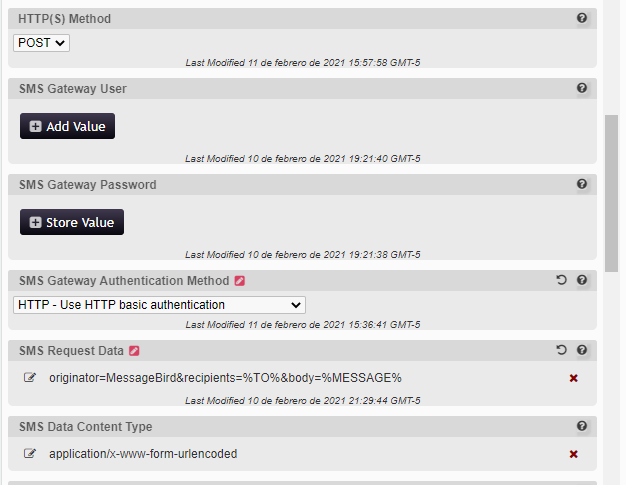 HTTP(S) Method
POST
Last Modified 11 de febrero de 2021 15:57:58 GMT-5
SMS Gateway User
Add Value
Last Modified 10 de febrero de 2021 19:21:40 GMT-5
SMS Gateway Password
Store Value
Last Modified 10 de febrero de 2021 19:21:38 GMT-5
SMS Gateway Authentication Method
HTTP - Use HTTP basic authentication
Last Modified 11 de febrero de 2021 15:36:41 GMT-5
SMS Request Data
originator=MessageBird&recipients=%TO%&body=%MESSAGE%
Last Modified 10 de febrero de 2021 21:29:44 GMT-5
SMS Data Content Type
application/x-www-form-urlencoded